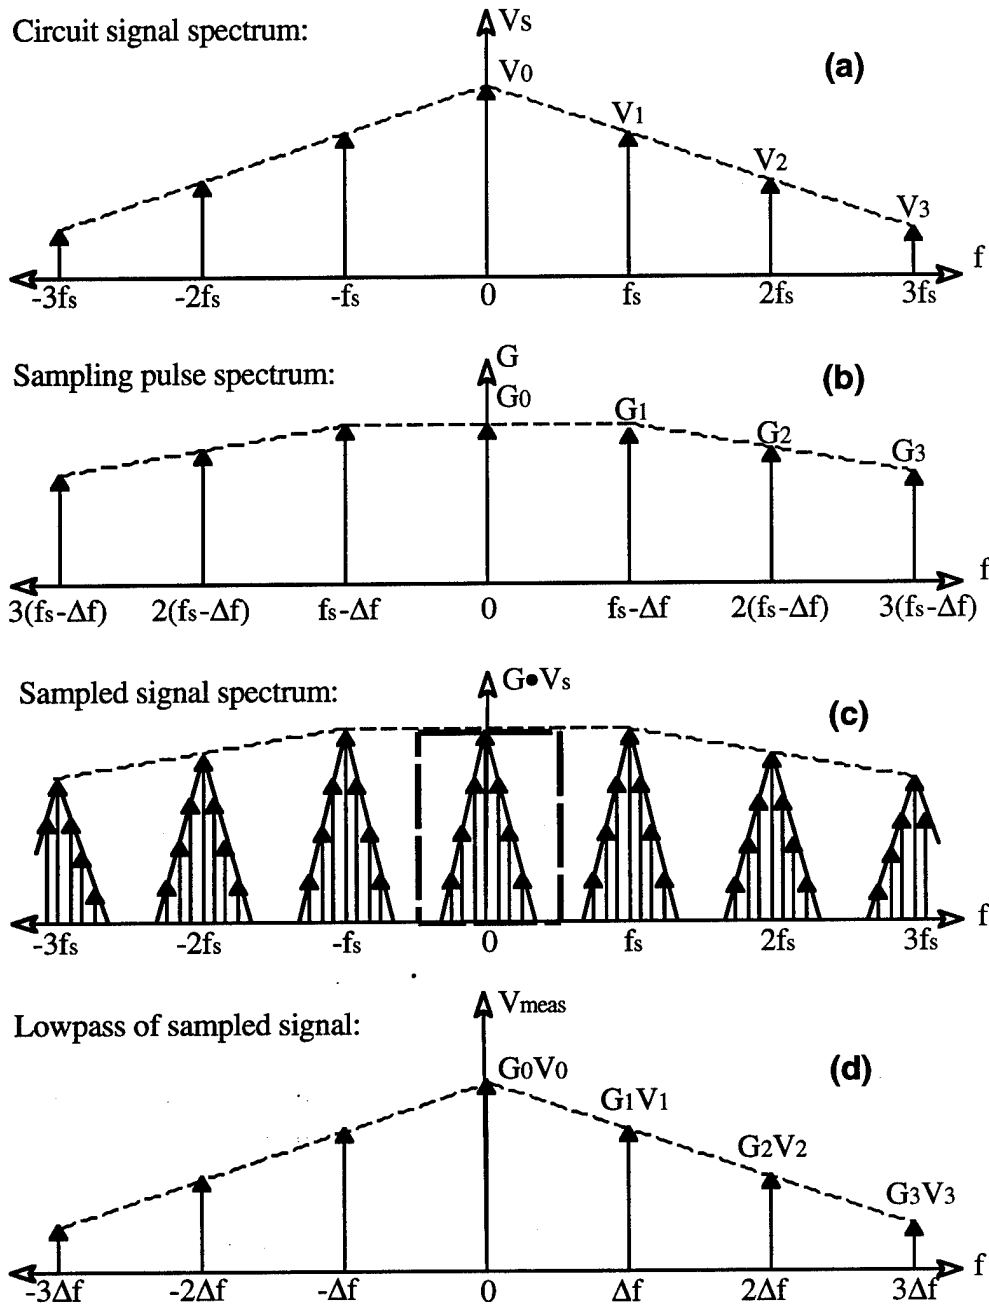 Circuit signal spectrum:
Vs
(a)
V0
V1
V2
V3
f
-3fs -2fs -fs 0 fs 2fs 3fs
Sampling pulse spectrum:
G
(b)
G0
G1
G2
G3
f
3(fs-Δf) 2(fs-Δf) fs-Δf 0 fs-Δf 2(fs-Δf) 3(fs-Δf)
Sampled signal spectrum:
G•Vs
(c)
f
-3fs -2fs -fs 0 fs 2fs 3fs
Lowpass of sampled signal:
Vmeas
(d)
G0V0
G1V1
G2V2
G3V3
f
-3Δf -2Δf -Δf 0 Δf 2Δf 3Δf